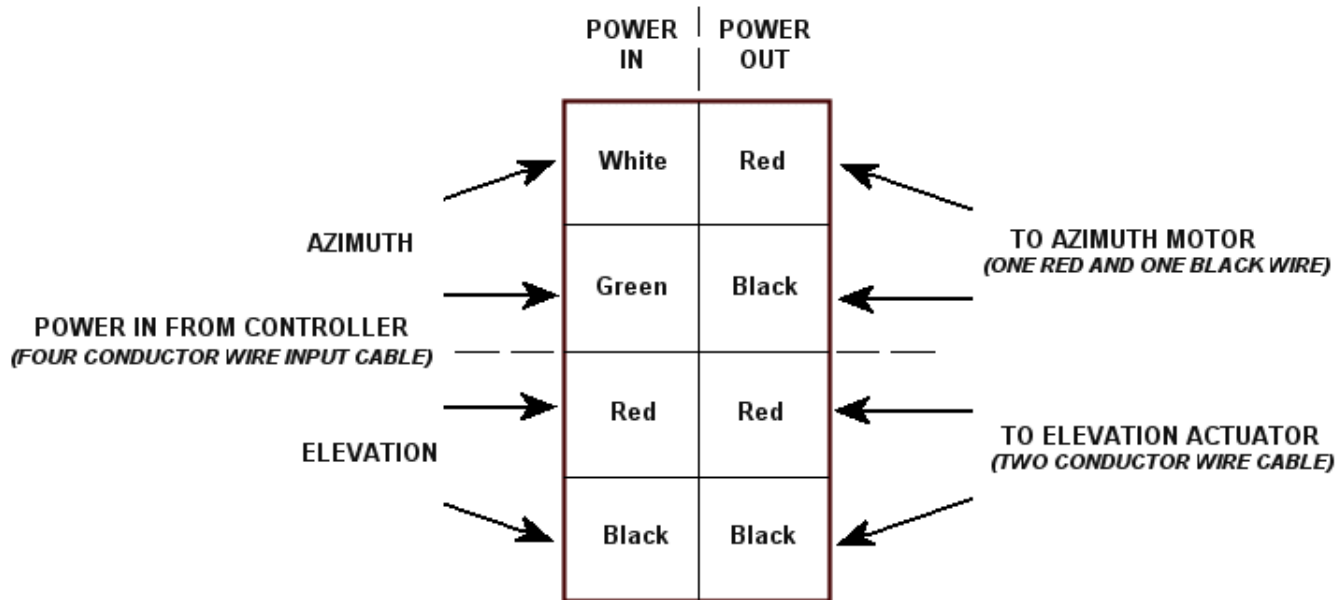 POWER IN
POWER OUT
White
Red
AZIMUTH
TO AZIMUTH MOTOR
(ONE RED AND ONE BLACK WIRE)
Green
Black
POWER IN FROM CONTROLLER
(FOUR CONDUCTOR WIRE INPUT CABLE)
Red
Red
ELEVATION
TO ELEVATION ACTUATOR
(TWO CONDUCTOR WIRE CABLE)
Black
Black